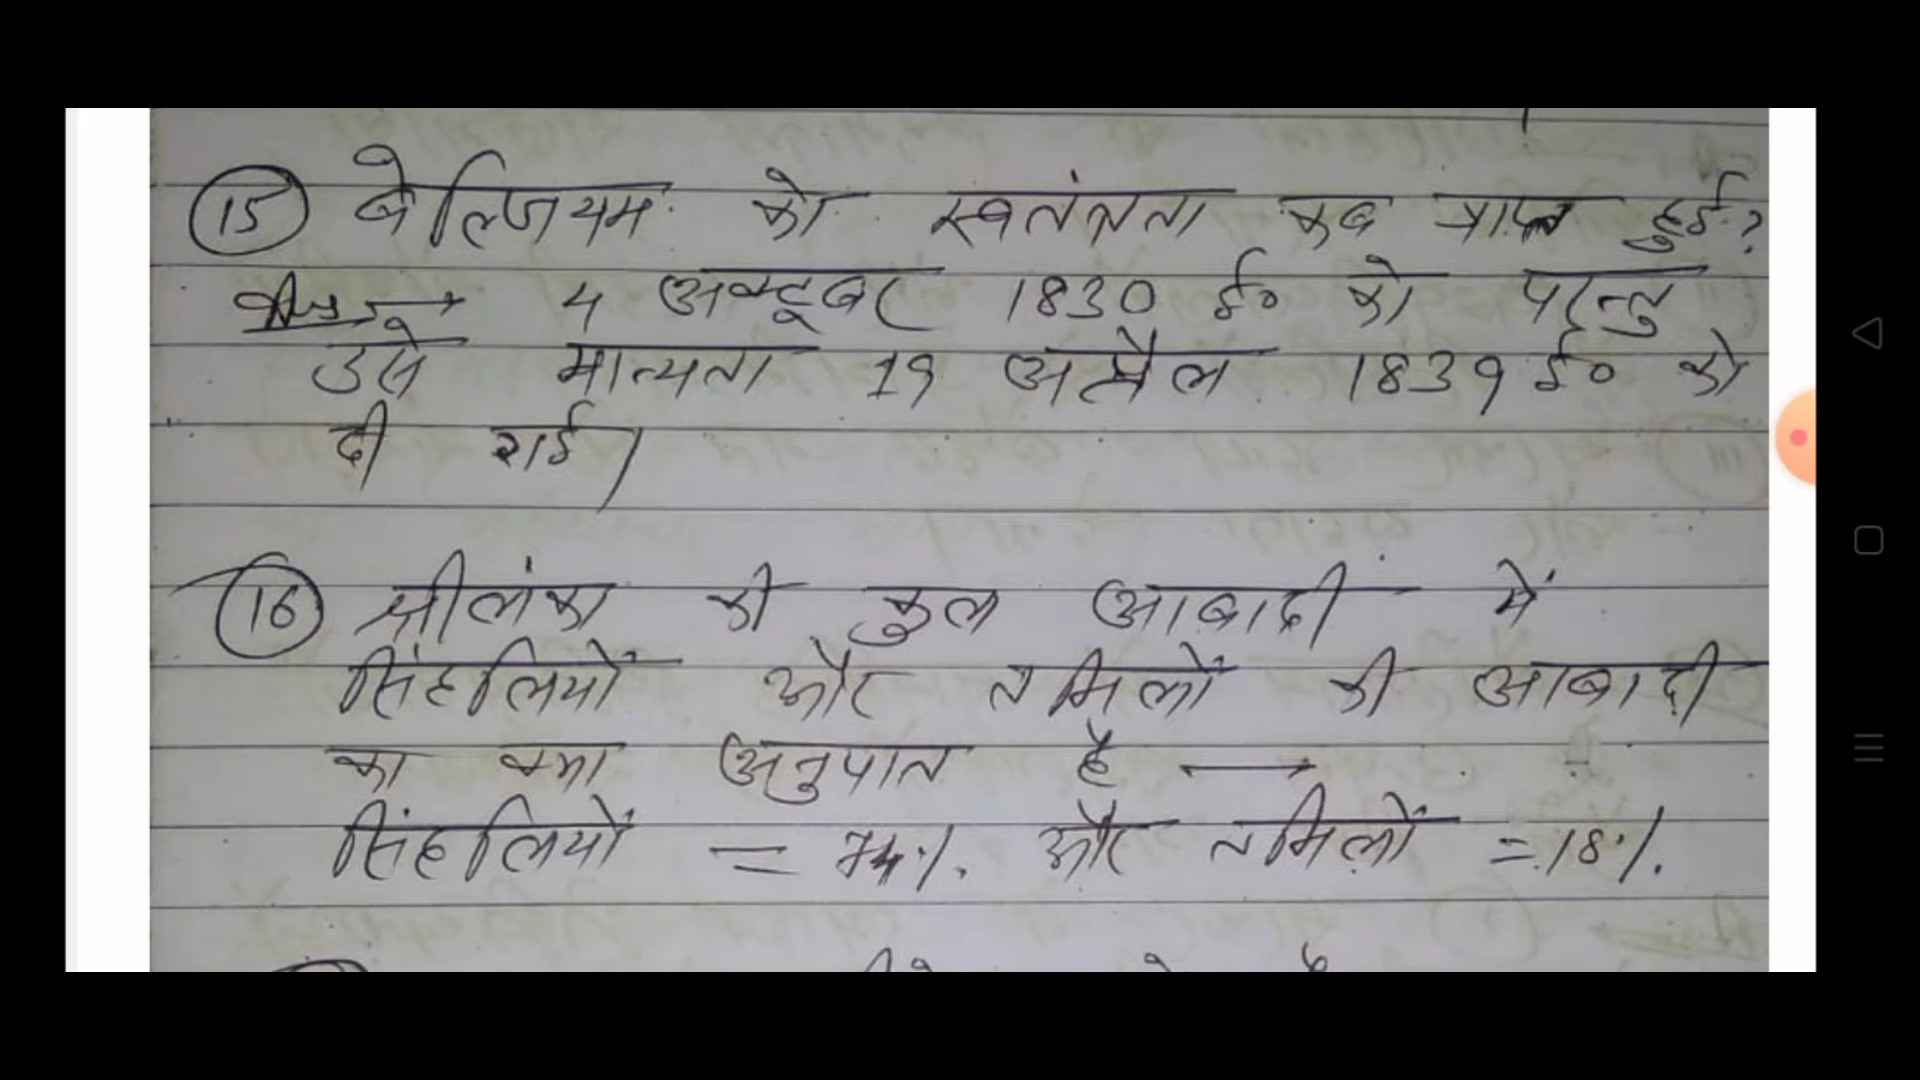 15 बेल्जियम को स्वतंत्रता कब प्राप्त हुई?
Ans → 4 अक्टूबर 1830 ई० को परन्तु
उसे मान्यता 19 अप्रैल 1839 ई० को
दी गई।
16 श्रीलंका की कुल आबादी में
सिंहलियों और तमिलों की आबादी
का क्या अनुपात है →
सिंहलियों = 74%. और तमिलों = 18%.